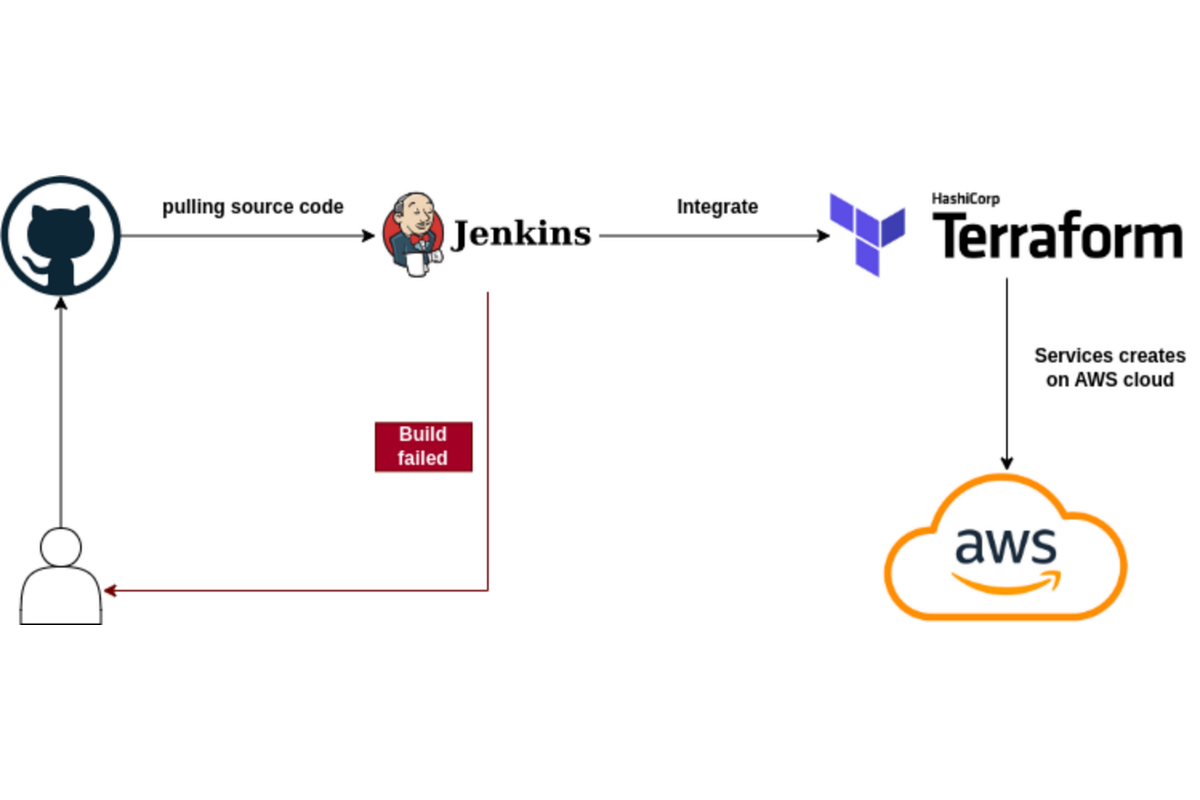 pulling source code
Jenkins
Integrate
HashiCorp
Terraform
Services creates
on AWS cloud
Build
failed
aws